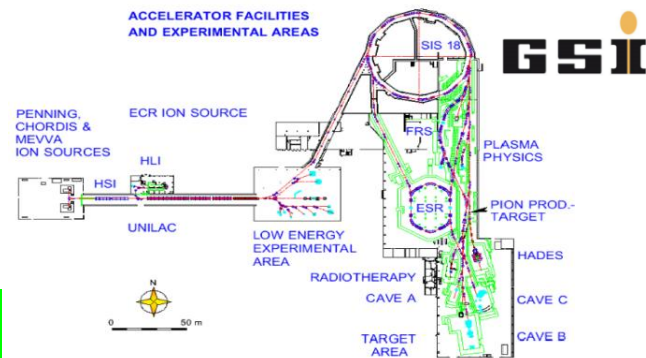 ACCELERATOR FACILITIES
AND EXPERIMENTAL AREAS
SIS 18
GSI
PENNING,
CHORDIS &
MEVVA
ION SOURCES
ECR ION SOURCE
HLI
HSI
UNILAC
LOW ENERGY
EXPERIMENTAL
AREA
FRS
ESR
PLASMA
PHYSICS
PION PROD.-
TARGET
RADIOTHERAPY
HADES
CAVE A
CAVE C
CAVE B
TARGET
AREA
N
0 50 m